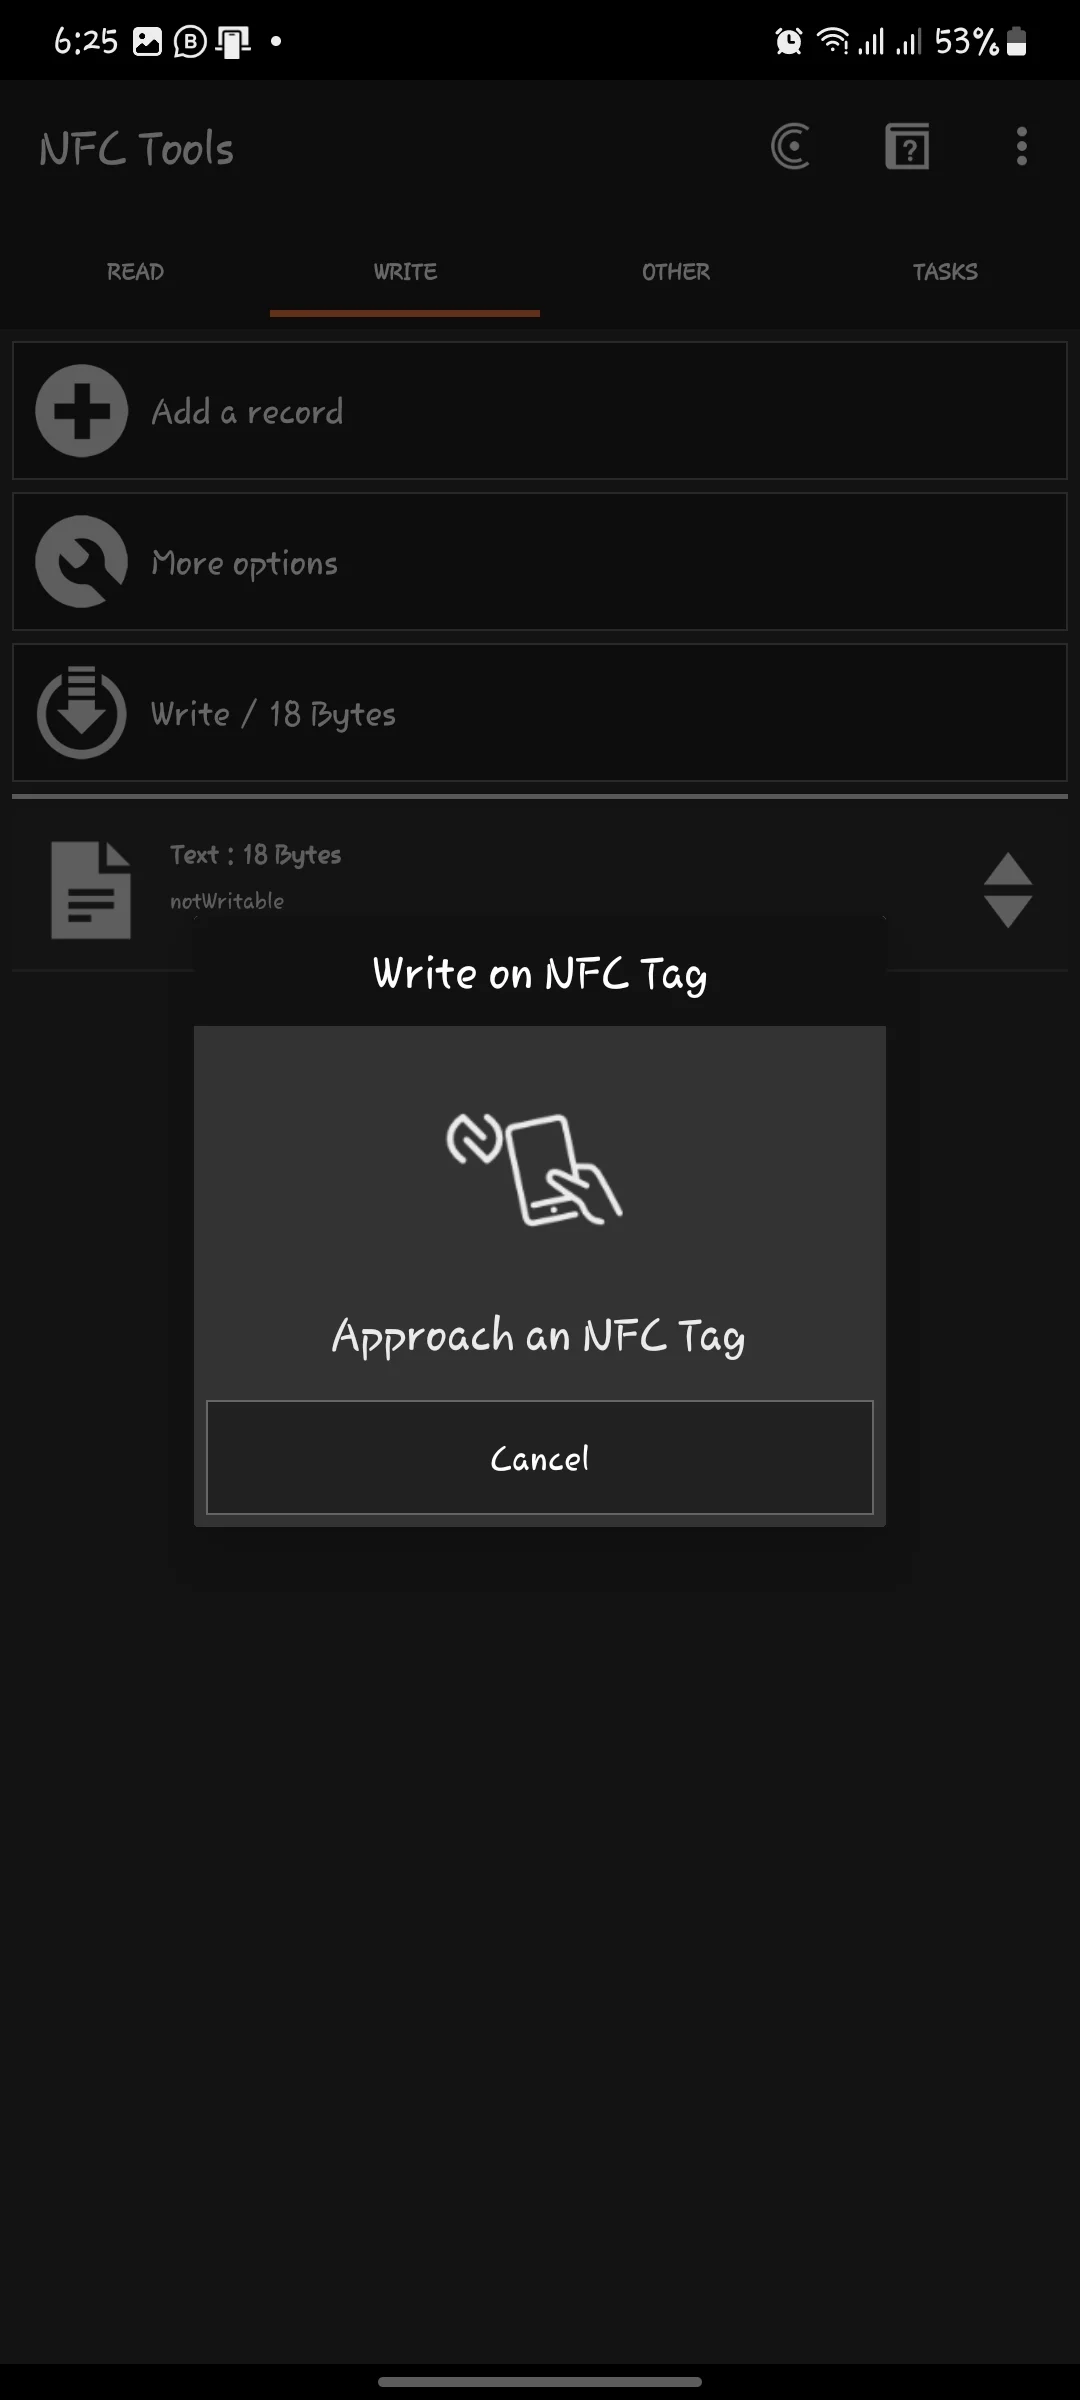 6:25 B 53%
NFC Tools
READ WRITE OTHER TASKS
Add a record
More options
Write / 18 Bytes
Text : 18 Bytes
notWritable
Write on NFC Tag
Approach an NFC Tag
Cancel